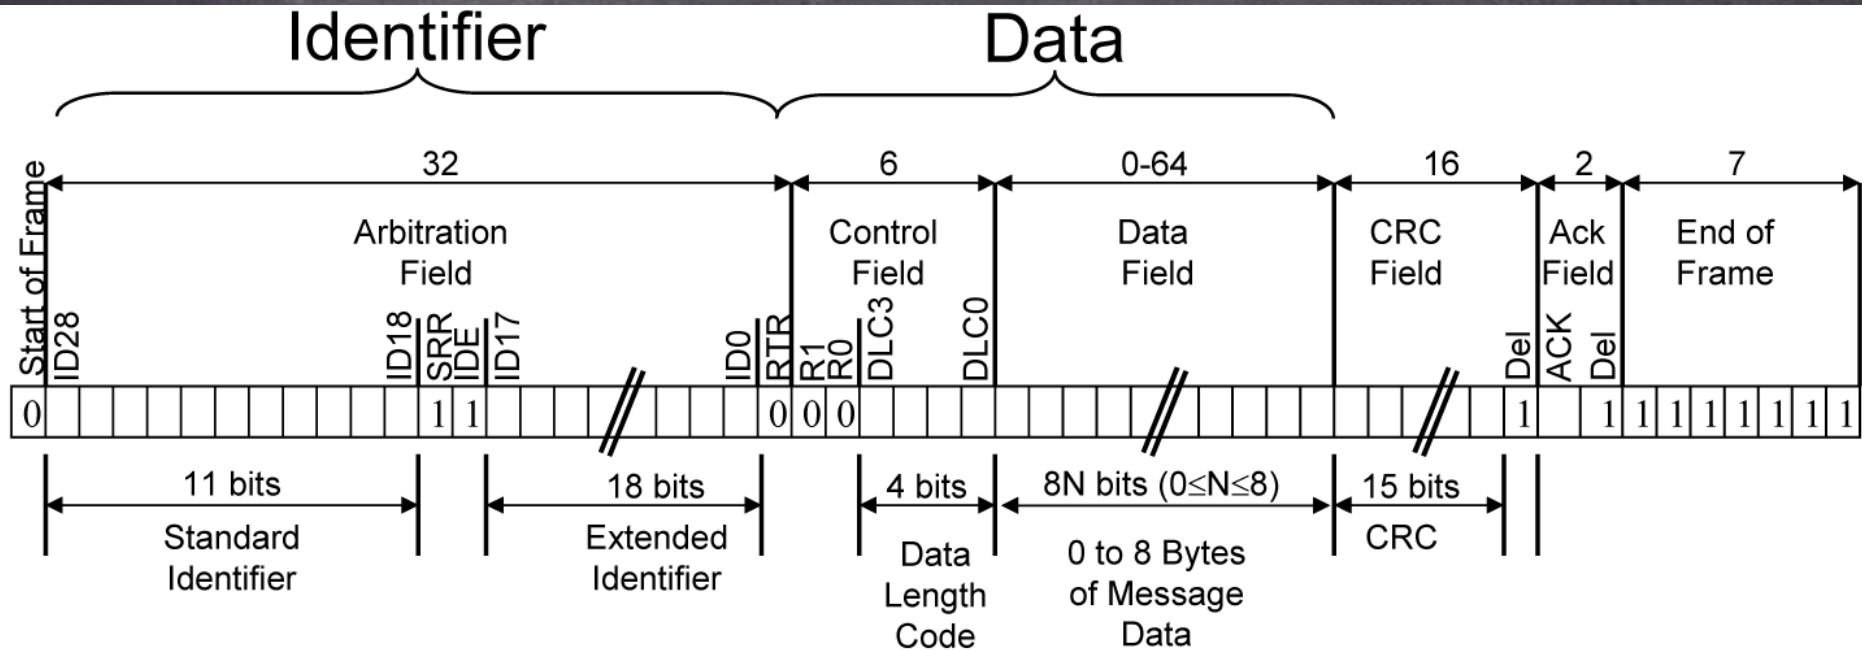 Identifier
Data
32
6
0-64
16
2
7
Start of Frame
Arbitration
Field
Control
Field
Data
Field
CRC
Field
Ack
Field
End of
Frame
ID28
ID18
SRR
IDE
ID17
ID0
RTR
R1
R0
DLC3
DLC0
Del
ACK
Del
0 1 1 0 0 0 1 1 1 1 1 1 1 1 1
11 bits
Standard
Identifier
18 bits
Extended
Identifier
4 bits
Data
Length
Code
8N bits (0≤N≤8)
0 to 8 Bytes
of Message
Data
15 bits
CRC